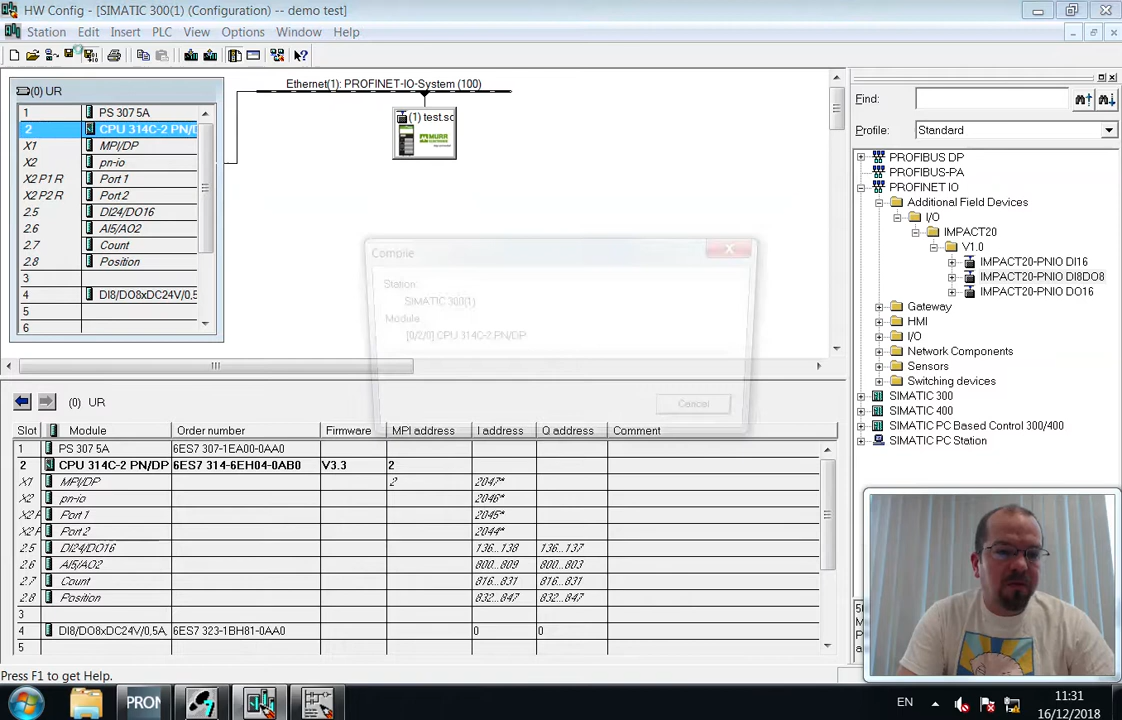 HW Config - [SIMATIC 300(1) (Configuration) -- demo test]
Station Edit Insert PLC View Options Window Help
(0) UR
1 PS 307 5A
2 CPU 314C-2 PN/D
X1 MPI/DP
X2 pn-io
X2 P1 R Port 1
X2 P2 R Port 2
2.5 DI24/DO16
2.6 AI5/AO2
2.7 Count
2.8 Position
3
4 DI8/DO8xDC24V/0,5
5
6
Ethernet(1): PROFINET-IO-System (100)
(1) test.sc
MURR
Compile
Station:
SIMATIC 300(1)
Module
[0/2/0] CPU 314C-2 PN/DP
Cancel
Find:
Profile: Standard
PROFIBUS DP
PROFIBUS-PA
PROFINET IO
Additional Field Devices
I/O
IMPACT20
V1.0
IMPACT20-PNIO DI16
IMPACT20-PNIO DI8DO8
IMPACT20-PNIO DO16
Gateway
HMI
I/O
Network Components
Sensors
Switching devices
SIMATIC 300
SIMATIC 400
SIMATIC PC Based Control 300/400
SIMATIC PC Station
(0) UR
Slot Module Order number Firmware MPI address I address Q address Comment
1 PS 307 5A 6ES7 307-1EA00-0AA0
2 CPU 314C-2 PN/DP 6ES7 314-6EH04-0AB0 V3.3 2
X1 MPI/DP 2 2047*
X2 pn-io 2046*
X2 P Port 1 2045*
X2 P Port 2 2044*
2.5 DI24/DO16 136...138 136...137
2.6 AI5/AO2 800...809 800...803
2.7 Count 816...831 816...831
2.8 Position 832...847 832...847
3
4 DI8/DO8xDC24V/0,5A, 6ES7 323-1BH81-0AA0 0 0
5
Press F1 to get Help.
PRON
EN
11:31
16/12/2018